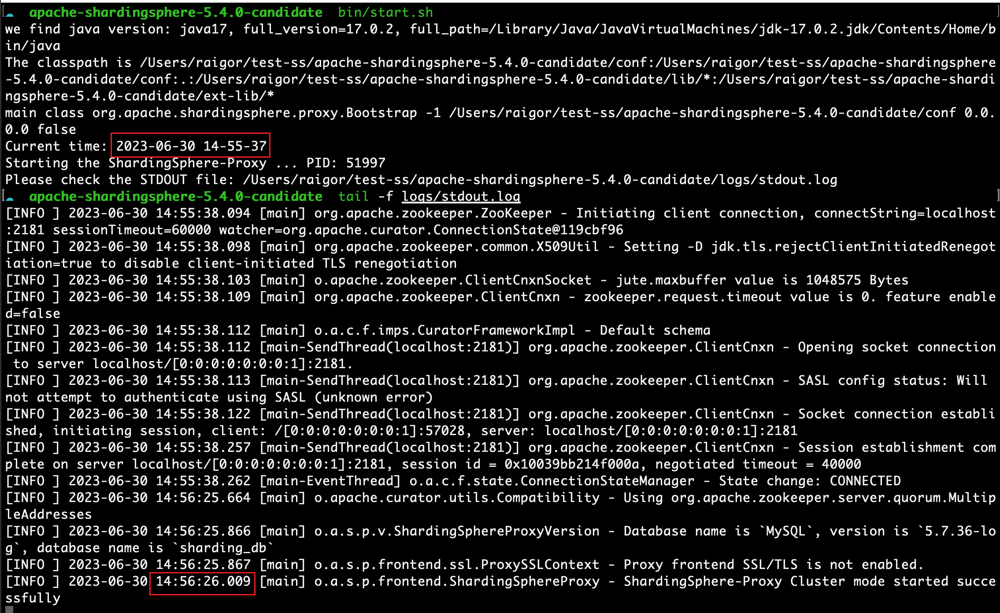 apache-shardingsphere-5.4.0-candidate  bin/start.sh
we find java version: java17, full_version=17.0.2, full_path=/Library/Java/JavaVirtualMachines/jdk-17.0.2.jdk/Contents/Home/b
in/java
The classpath is /Users/raigor/test-ss/apache-shardingsphere-5.4.0-candidate/conf:/Users/raigor/test-ss/apache-shardingsphere
-5.4.0-candidate/conf:.:/Users/raigor/test-ss/apache-shardingsphere-5.4.0-candidate/lib/*:/Users/raigor/test-ss/apache-shardi
ngsphere-5.4.0-candidate/ext-lib/*
main class org.apache.shardingsphere.proxy.Bootstrap -1 /Users/raigor/test-ss/apache-shardingsphere-5.4.0-candidate/conf 0.0.
0.0 false
Current time: 2023-06-30 14-55-37
Starting the ShardingSphere-Proxy ... PID: 51997
Please check the STDOUT file: /Users/raigor/test-ss/apache-shardingsphere-5.4.0-candidate/logs/stdout.log
apache-shardingsphere-5.4.0-candidate  tail -f logs/stdout.log
[INFO ] 2023-06-30 14:55:38.094 [main] org.apache.zookeeper.ZooKeeper - Initiating client connection, connectString=localhost
:2181 sessionTimeout=60000 watcher=org.apache.curator.ConnectionState@119cbf96
[INFO ] 2023-06-30 14:55:38.098 [main] org.apache.zookeeper.common.X509Util - Setting -D jdk.tls.rejectClientInitiatedRenegot
iation=true to disable client-initiated TLS renegotiation
[INFO ] 2023-06-30 14:55:38.103 [main] o.apache.zookeeper.ClientCnxnSocket - jute.maxbuffer value is 1048575 Bytes
[INFO ] 2023-06-30 14:55:38.109 [main] org.apache.zookeeper.ClientCnxn - zookeeper.request.timeout value is 0. feature enable
d=false
[INFO ] 2023-06-30 14:55:38.112 [main] o.a.c.f.imps.CuratorFrameworkImpl - Default schema
[INFO ] 2023-06-30 14:55:38.112 [main-SendThread(localhost:2181)] org.apache.zookeeper.ClientCnxn - Opening socket connection
 to server localhost/[0:0:0:0:0:0:0:1]:2181.
[INFO ] 2023-06-30 14:55:38.113 [main-SendThread(localhost:2181)] org.apache.zookeeper.ClientCnxn - SASL config status: Will
not attempt to authenticate using SASL (unknown error)
[INFO ] 2023-06-30 14:55:38.122 [main-SendThread(localhost:2181)] org.apache.zookeeper.ClientCnxn - Socket connection establi
shed, initiating session, client: /[0:0:0:0:0:0:0:1]:57028, server: localhost/[0:0:0:0:0:0:0:1]:2181
[INFO ] 2023-06-30 14:55:38.257 [main-SendThread(localhost:2181)] org.apache.zookeeper.ClientCnxn - Session establishment com
plete on server localhost/[0:0:0:0:0:0:0:1]:2181, session id = 0x10039bb214f000a, negotiated timeout = 40000
[INFO ] 2023-06-30 14:55:38.262 [main-EventThread] o.a.c.f.state.ConnectionStateManager - State change: CONNECTED
[INFO ] 2023-06-30 14:56:25.664 [main] o.apache.curator.utils.Compatibility - Using org.apache.zookeeper.server.quorum.Multip
leAddresses
[INFO ] 2023-06-30 14:56:25.866 [main] o.a.s.p.v.ShardingSphereProxyVersion - Database name is `MySQL`, version is `5.7.36-lo
g`, database name is `sharding_db`
[INFO ] 2023-06-30 14:56:25.867 [main] o.a.s.p.frontend.ssl.ProxySSLContext - Proxy frontend SSL/TLS is not enabled.
[INFO ] 2023-06-30 14:56:26.009 [main] o.a.s.p.frontend.ShardingSphereProxy - ShardingSphere-Proxy Cluster mode started succe
ssfully